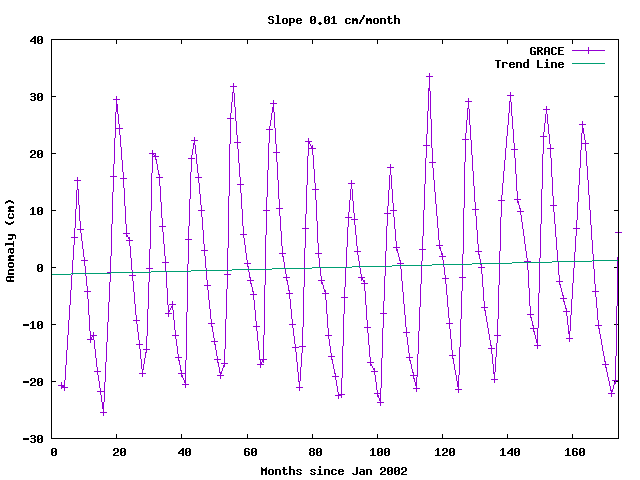 Slope 0.01 cm/month
GRACE
Trend Line
40
30
20
10
0
-10
-20
-30
Anomaly (cm)
0 20 40 60 80 100 120 140 160
Months since Jan 2002